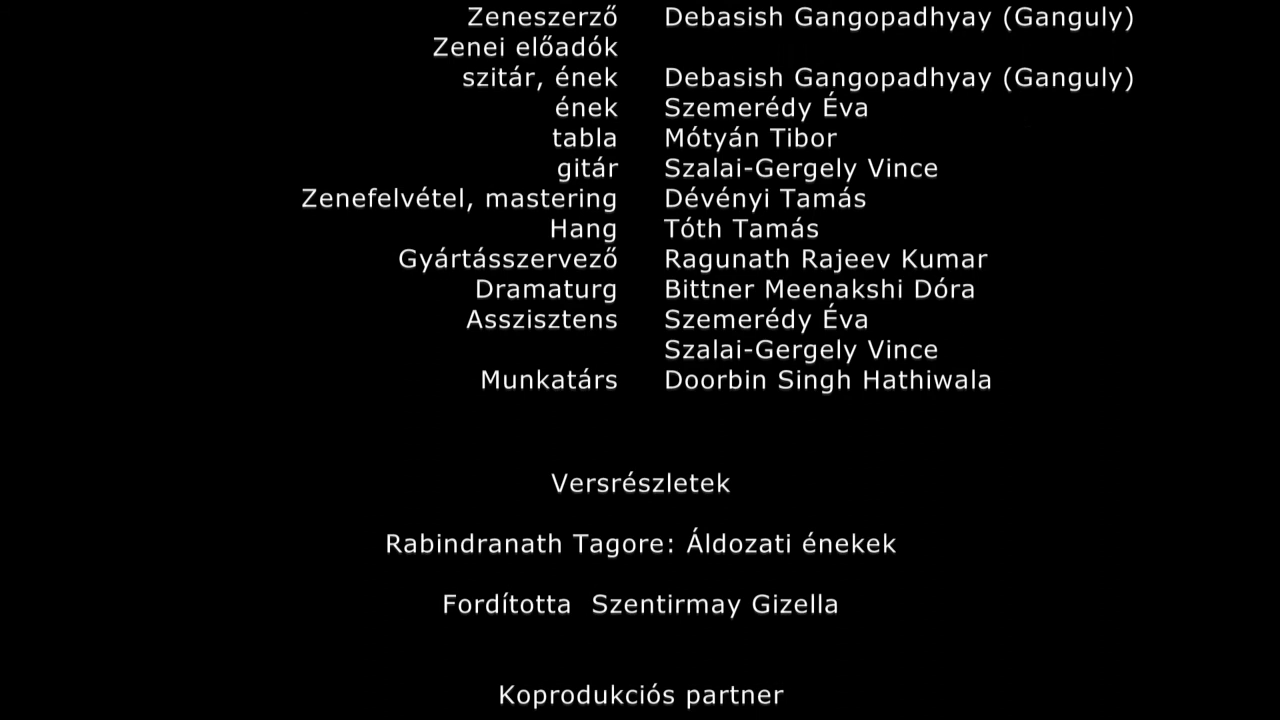 Zeneszerző Debasish Gangopadhyay (Ganguly)
Zenei előadók
szitár, ének Debasish Gangopadhyay (Ganguly)
ének Szemerédy Éva
tabla Mótyán Tibor
gitár Szalai-Gergely Vince
Zenefelvétel, mastering Dévényi Tamás
Hang Tóth Tamás
Gyártásszervező Ragunath Rajeev Kumar
Dramaturg Bittner Meenakshi Dóra
Asszisztens Szemerédy Éva
Szalai-Gergely Vince
Munkatárs Doorbin Singh Hathiwala
Versrészletek
Rabindranath Tagore: Áldozati énekek
Fordította Szentirmay Gizella
Koprodukciós partner